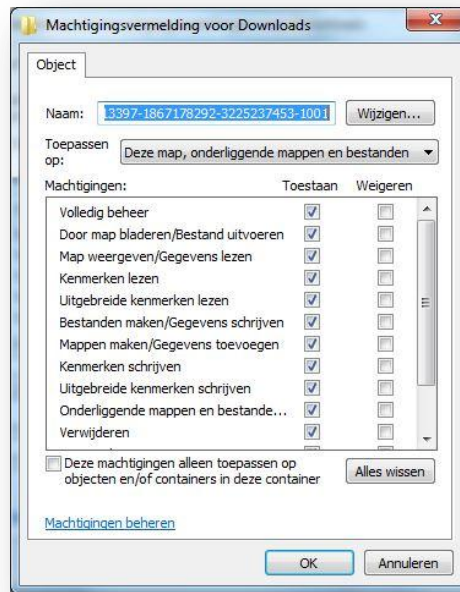 Machtigingsvermelding voor Downloads
Object
Naam: 13397-1867178292-3225237453-1001 Wijzigen...
Toepassen op: Deze map, onderliggende mappen en bestanden
Machtigingen: Toestaan Weigeren
Volledig beheer
Door map bladeren/Bestand uitvoeren
Map weergeven/Gegevens lezen
Kenmerken lezen
Uitgebreide kenmerken lezen
Bestanden maken/Gegevens schrijven
Mappen maken/Gegevens toevoegen
Kenmerken schrijven
Uitgebreide kenmerken schrijven
Onderliggende mappen en bestande...
Verwijderen
Deze machtigingen alleen toepassen op
objecten en/of containers in deze container
Alles wissen
Machtigingen beheren
OK Annuleren